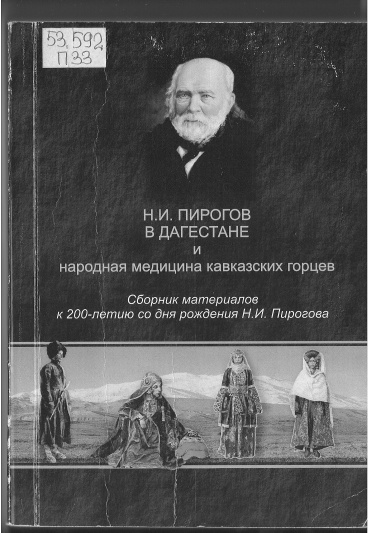 53.592
П33
Н.И. ПИРОГОВ
В ДАГЕСТАНЕ
и
народная медицина кавказских горцев
Сборник материалов
к 200-летию со дня рождения Н.И. Пирогова